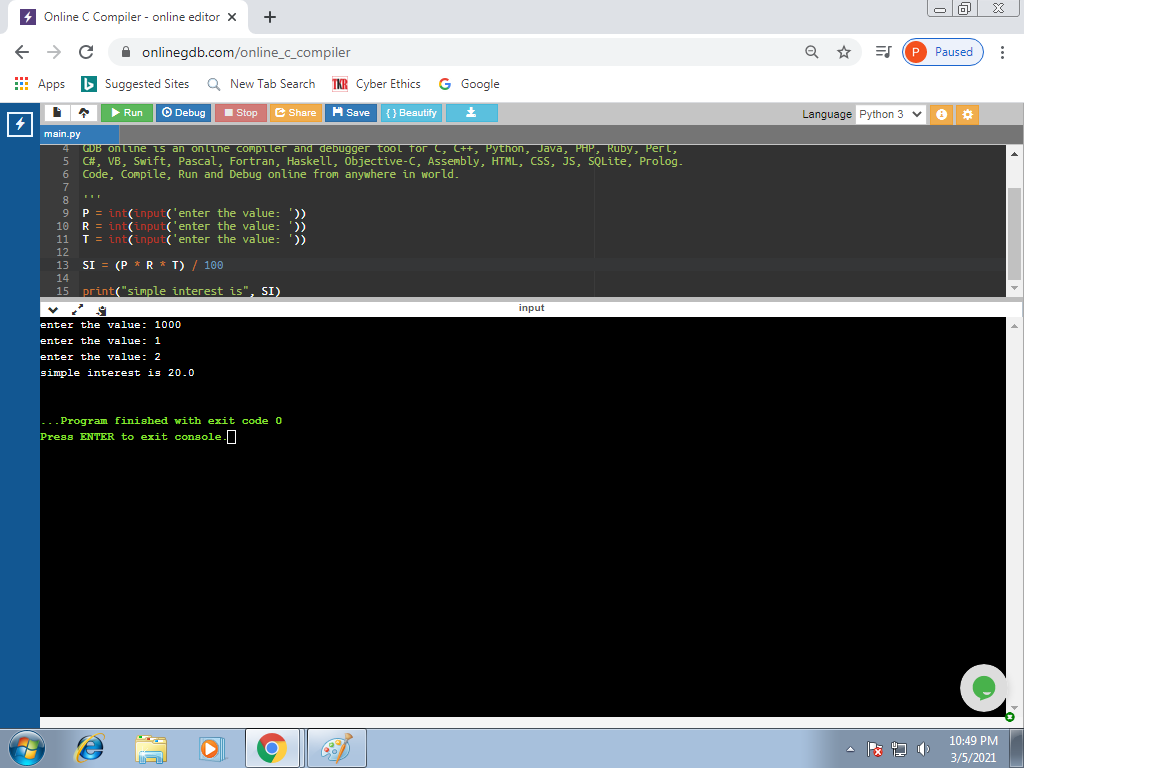 Online C Compiler - online editor
onlinegdb.com/online_c_compiler
P Paused
Apps Suggested Sites New Tab Search TKR Cyber Ethics Google
Run Debug Stop Share Save { } Beautify Language Python 3
main.py
4 GDB online is an online compiler and debugger tool for C, C++, Python, Java, PHP, Ruby, Perl,
5 C#, VB, Swift, Pascal, Fortran, Haskell, Objective-C, Assembly, HTML, CSS, JS, SQLite, Prolog.
6 Code, Compile, Run and Debug online from anywhere in world.
7
8 '''
9 P = int(input('enter the value: '))
10 R = int(input('enter the value: '))
11 T = int(input('enter the value: '))
12
13 SI = (P * R * T) / 100
14
15 print("simple interest is", SI)
input
enter the value: 1000
enter the value: 1
enter the value: 2
simple interest is 20.0
...Program finished with exit code 0
Press ENTER to exit console.
10:49 PM
3/5/2021